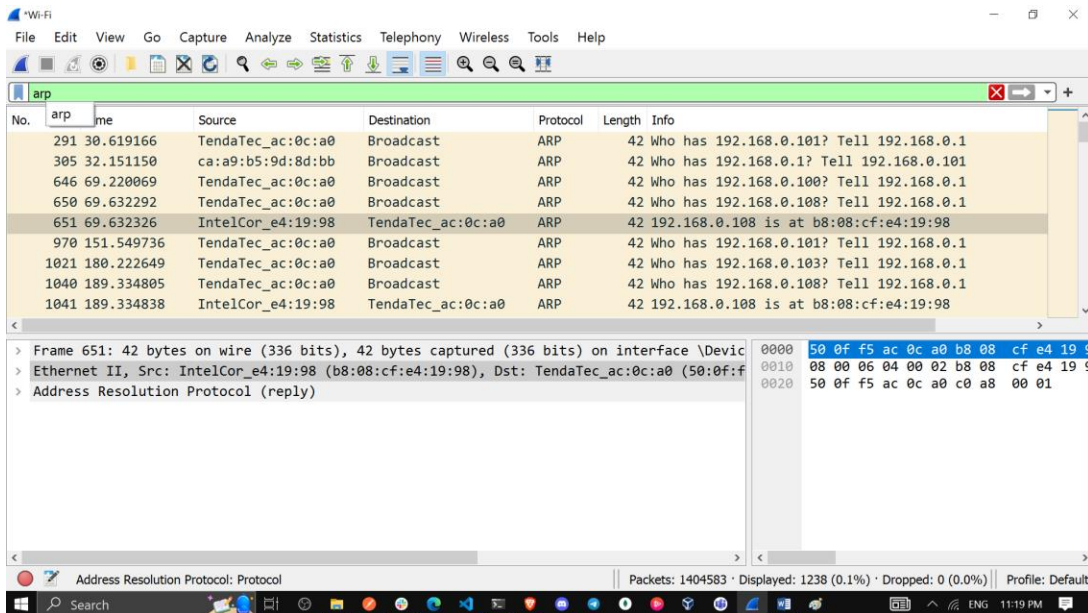 *Wi-Fi
File Edit View Go Capture Analyze Statistics Telephony Wireless Tools Help
arp
arp
No. me Source Destination Protocol Length Info
291 30.619166 TendaTec_ac:0c:a0 Broadcast ARP 42 Who has 192.168.0.101? Tell 192.168.0.1
305 32.151150 ca:a9:b5:9d:8d:bb Broadcast ARP 42 Who has 192.168.0.1? Tell 192.168.0.101
646 69.220069 TendaTec_ac:0c:a0 Broadcast ARP 42 Who has 192.168.0.100? Tell 192.168.0.1
650 69.632292 TendaTec_ac:0c:a0 Broadcast ARP 42 Who has 192.168.0.108? Tell 192.168.0.1
651 69.632326 IntelCor_e4:19:98 TendaTec_ac:0c:a0 ARP 42 192.168.0.108 is at b8:08:cf:e4:19:98
970 151.549736 TendaTec_ac:0c:a0 Broadcast ARP 42 Who has 192.168.0.101? Tell 192.168.0.1
1021 180.222649 TendaTec_ac:0c:a0 Broadcast ARP 42 Who has 192.168.0.103? Tell 192.168.0.1
1040 189.334805 TendaTec_ac:0c:a0 Broadcast ARP 42 Who has 192.168.0.108? Tell 192.168.0.1
1041 189.334838 IntelCor_e4:19:98 TendaTec_ac:0c:a0 ARP 42 192.168.0.108 is at b8:08:cf:e4:19:98
Frame 651: 42 bytes on wire (336 bits), 42 bytes captured (336 bits) on interface \Devic
Ethernet II, Src: IntelCor_e4:19:98 (b8:08:cf:e4:19:98), Dst: TendaTec_ac:0c:a0 (50:0f:f
Address Resolution Protocol (reply)
0000 50 0f f5 ac 0c a0 b8 08 cf e4 19 9
0010 08 00 06 04 00 02 b8 08 cf e4 19 9
0020 50 0f f5 ac 0c a0 c0 a8 00 01
Address Resolution Protocol: Protocol Packets: 1404583 · Displayed: 1238 (0.1%) · Dropped: 0 (0.0%) Profile: Default
Search ENG 11:19 PM